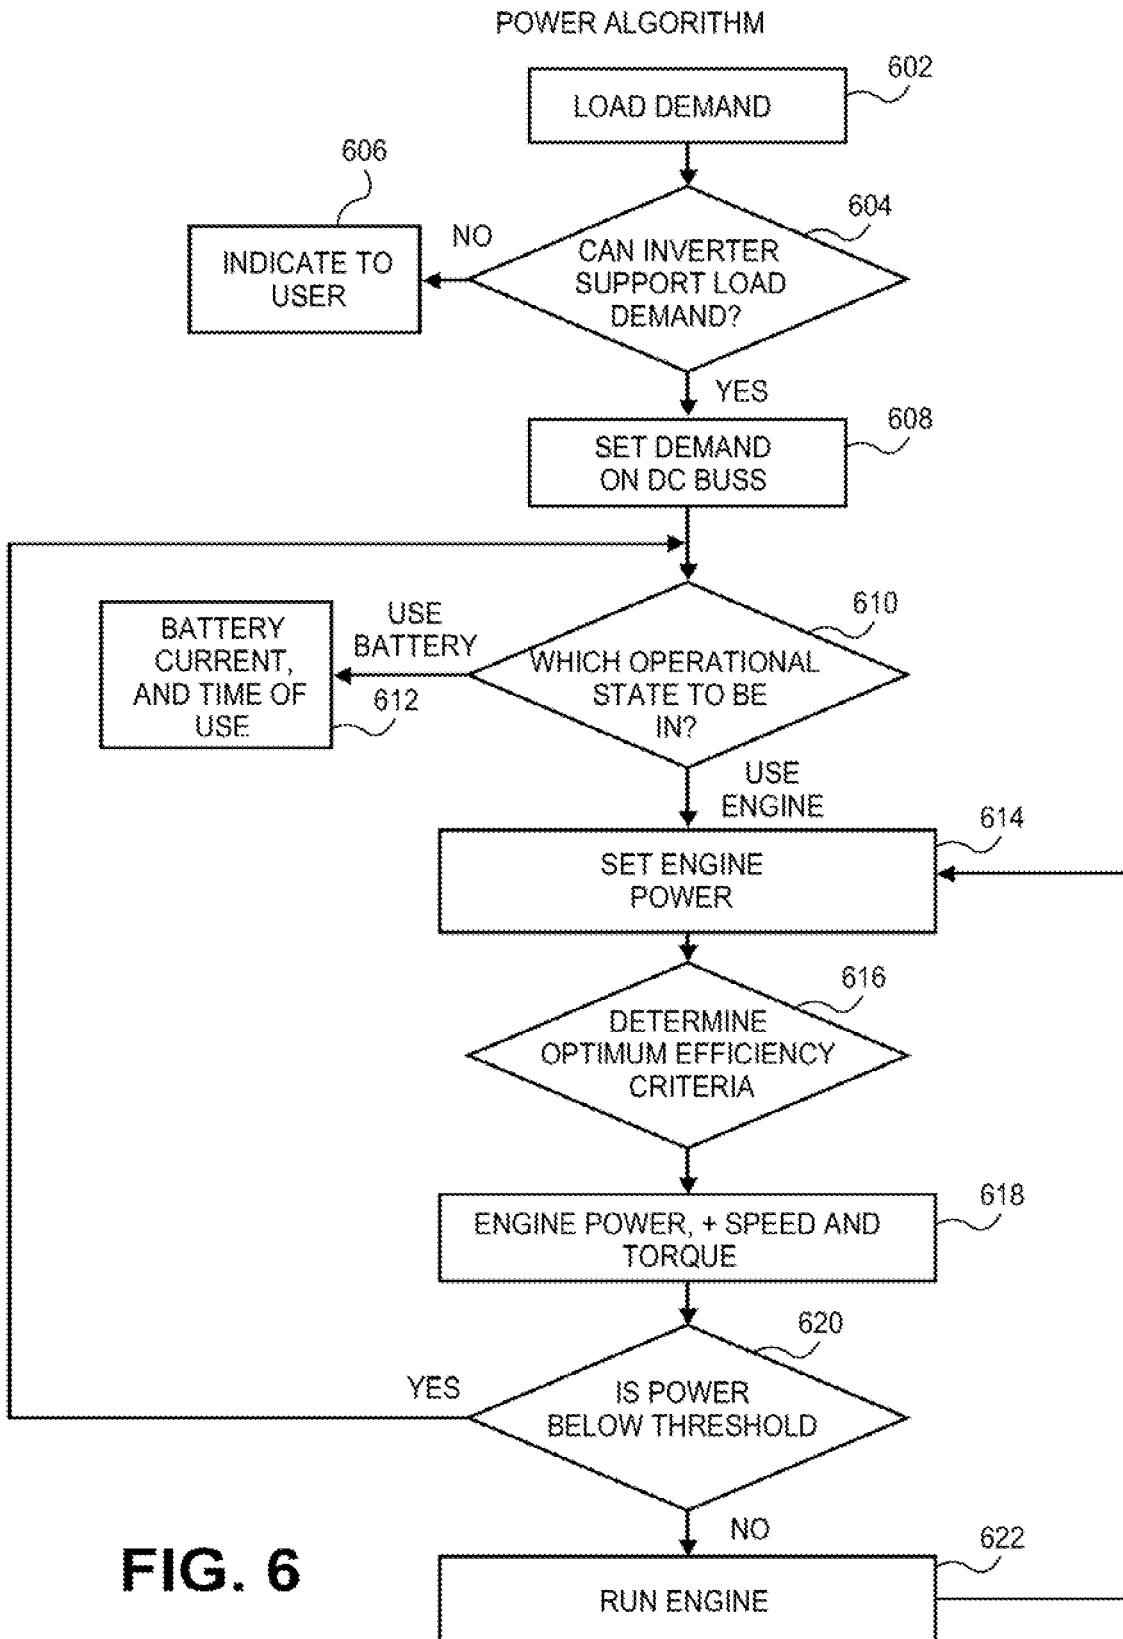 POWER ALGORITHM
602
LOAD DEMAND
606
604
NO
CAN INVERTER
SUPPORT LOAD
DEMAND?
INDICATE TO
USER
YES
608
SET DEMAND
ON DC BUSS
610
USE
BATTERY
BATTERY
CURRENT,
AND TIME OF
USE
612
WHICH OPERATIONAL
STATE TO BE
IN?
USE
ENGINE
614
SET ENGINE
POWER
616
DETERMINE
OPTIMUM EFFICIENCY
CRITERIA
618
ENGINE POWER, + SPEED AND
TORQUE
620
YES
IS POWER
BELOW THRESHOLD
NO
622
RUN ENGINE
FIG. 6